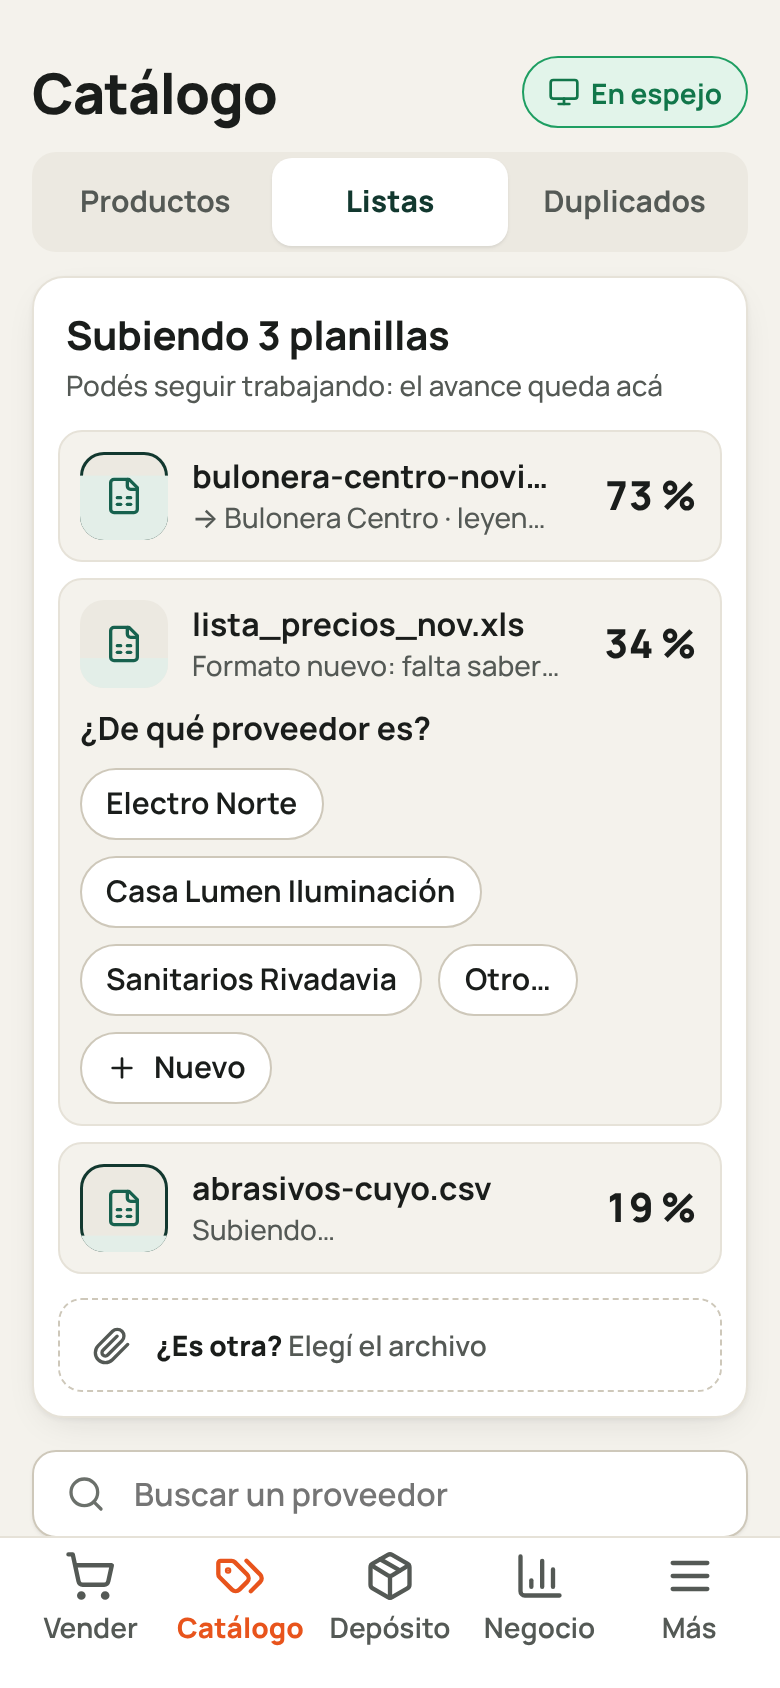 Catálogo
En espejo
Productos
Listas
Duplicados
Subiendo 3 planillas
Podés seguir trabajando: el avance queda acá
bulonera-centro-novi...
73 %
→ Bulonera Centro · leyen...
lista_precios_nov.xls
34 %
Formato nuevo: falta saber...
¿De qué proveedor es?
Electro Norte
Casa Lumen Iluminación
Sanitarios Rivadavia
Otro...
+ Nuevo
abrasivos-cuyo.csv
19 %
Subiendo...
¿Es otra? Elegí el archivo
Buscar un proveedor
Vender
Catálogo
Depósito
Negocio
Más